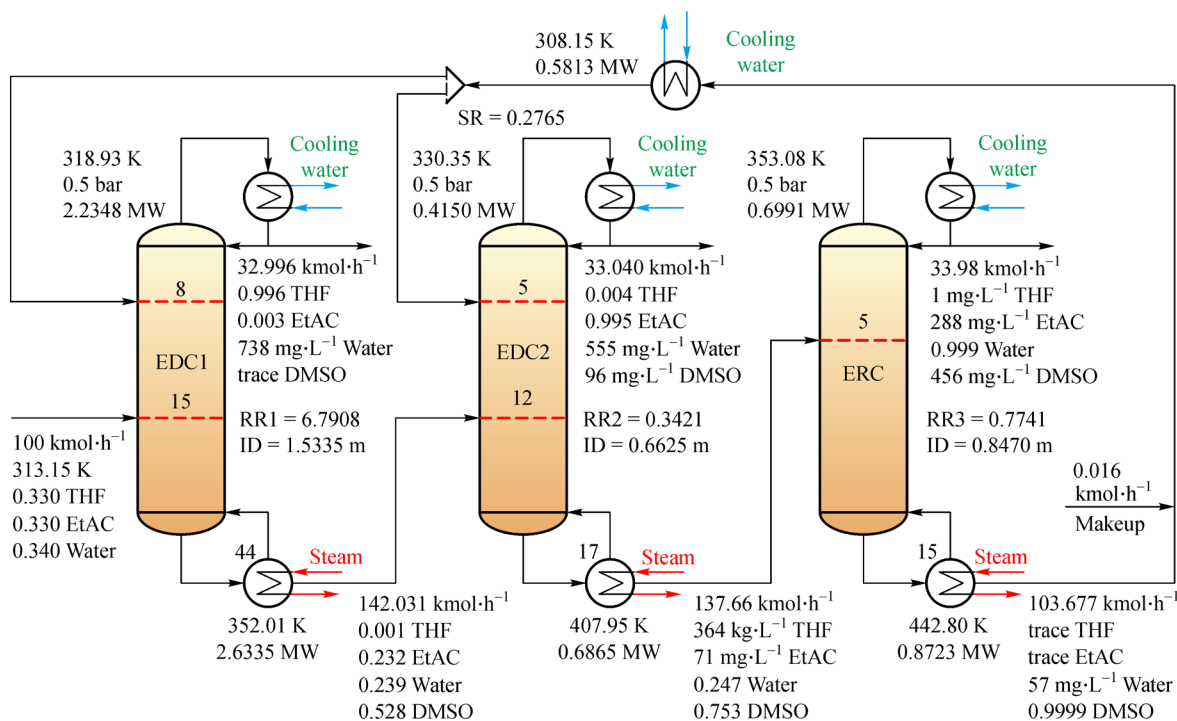 308.15 K
0.5813 MW
Cooling
water
SR = 0.2765
318.93 K
0.5 bar
2.2348 MW
Cooling
water
330.35 K
0.5 bar
0.4150 MW
Cooling
water
353.08 K
0.5 bar
0.6991 MW
Cooling
water
8
EDC1
15
32.996 kmol·h⁻¹
0.996 THF
0.003 EtAC
738 mg·L⁻¹ Water
trace DMSO
RR1 = 6.7908
ID = 1.5335 m
5
EDC2
12
33.040 kmol·h⁻¹
0.004 THF
0.995 EtAC
555 mg·L⁻¹ Water
96 mg·L⁻¹ DMSO
RR2 = 0.3421
ID = 0.6625 m
5
ERC
33.98 kmol·h⁻¹
1 mg·L⁻¹ THF
288 mg·L⁻¹ EtAC
0.999 Water
456 mg·L⁻¹ DMSO
RR3 = 0.7741
ID = 0.8470 m
100 kmol·h⁻¹
313.15 K
0.330 THF
0.330 EtAC
0.340 Water
0.016
kmol·h⁻¹
Makeup
44
Steam
352.01 K
2.6335 MW
142.031 kmol·h⁻¹
0.001 THF
0.232 EtAC
0.239 Water
0.528 DMSO
17
Steam
407.95 K
0.6865 MW
137.66 kmol·h⁻¹
364 kg·L⁻¹ THF
71 mg·L⁻¹ EtAC
0.247 Water
0.753 DMSO
15
Steam
442.80 K
0.8723 MW
103.677 kmol·h⁻¹
trace THF
trace EtAC
57 mg·L⁻¹ Water
0.9999 DMSO